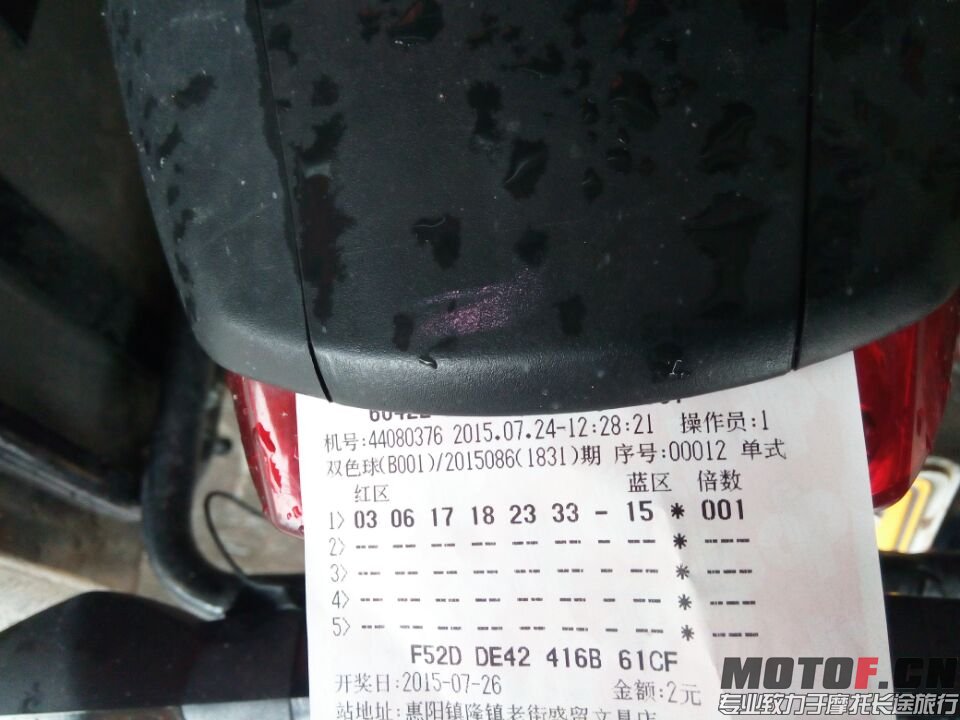 机号:44080376 2015.07.24-12:28:21 操作员:1
双色球(B001)/2015086(1831)期 序号:00012 单式
红区 蓝区 倍数
1> 03 06 17 18 23 33 - 15 * 001
2> -- -- -- -- -- -- - -- * ---
3> -- -- -- -- -- -- - -- * ---
4> -- -- -- -- -- -- - -- * ---
5> -- -- -- -- -- -- - -- * ---
F52D DE42 416B 61CF
开奖日:2015-07-26 金额:2元
站地址:惠阳镇隆镇老街盛贸文具店
MOTOF.CN
专业致力于摩托长途旅行